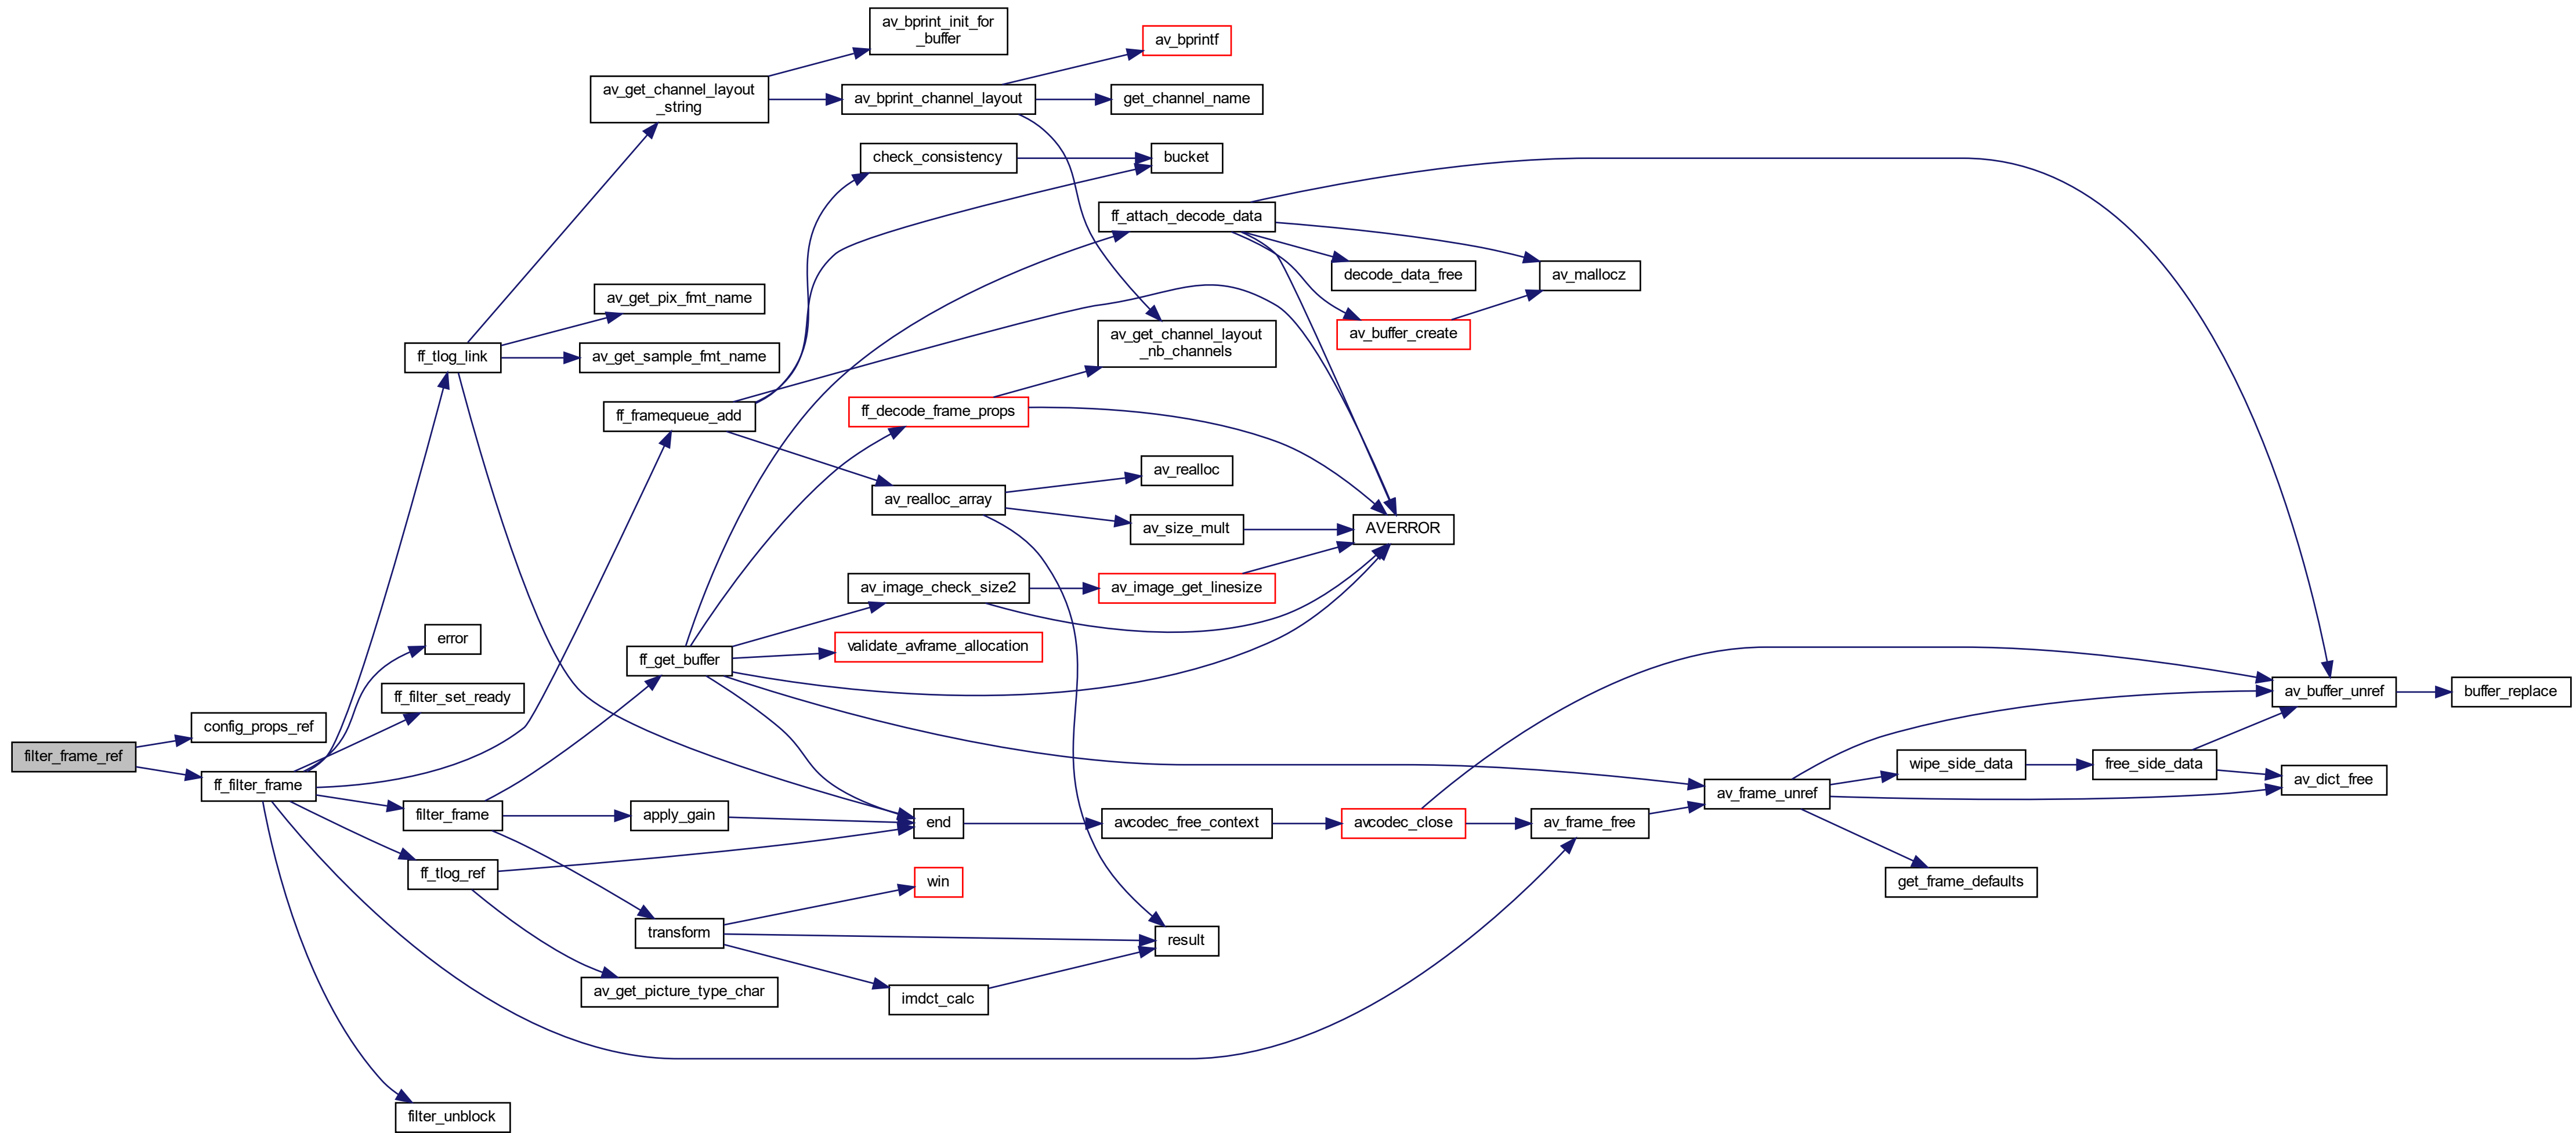 av_bprint_init_for
_buffer
av_bprintf
av_get_channel_layout
_string
av_bprint_channel_layout
get_channel_name
check_consistency
bucket
ff_attach_decode_data
decode_data_free
av_mallocz
av_get_pix_fmt_name
av_buffer_create
ff_tlog_link
av_get_sample_fmt_name
av_get_channel_layout
_nb_channels
ff_framequeue_add
ff_decode_frame_props
av_realloc
av_realloc_array
av_size_mult
AVERROR
av_image_check_size2
av_image_get_linesize
error
validate_avframe_allocation
ff_get_buffer
ff_filter_set_ready
av_buffer_unref
buffer_replace
config_props_ref
filter_frame_ref
wipe_side_data
free_side_data
av_dict_free
ff_filter_frame
av_frame_unref
filter_frame
apply_gain
end
avcodec_free_context
avcodec_close
av_frame_free
ff_tlog_ref
win
get_frame_defaults
transform
result
av_get_picture_type_char
imdct_calc
filter_unblock